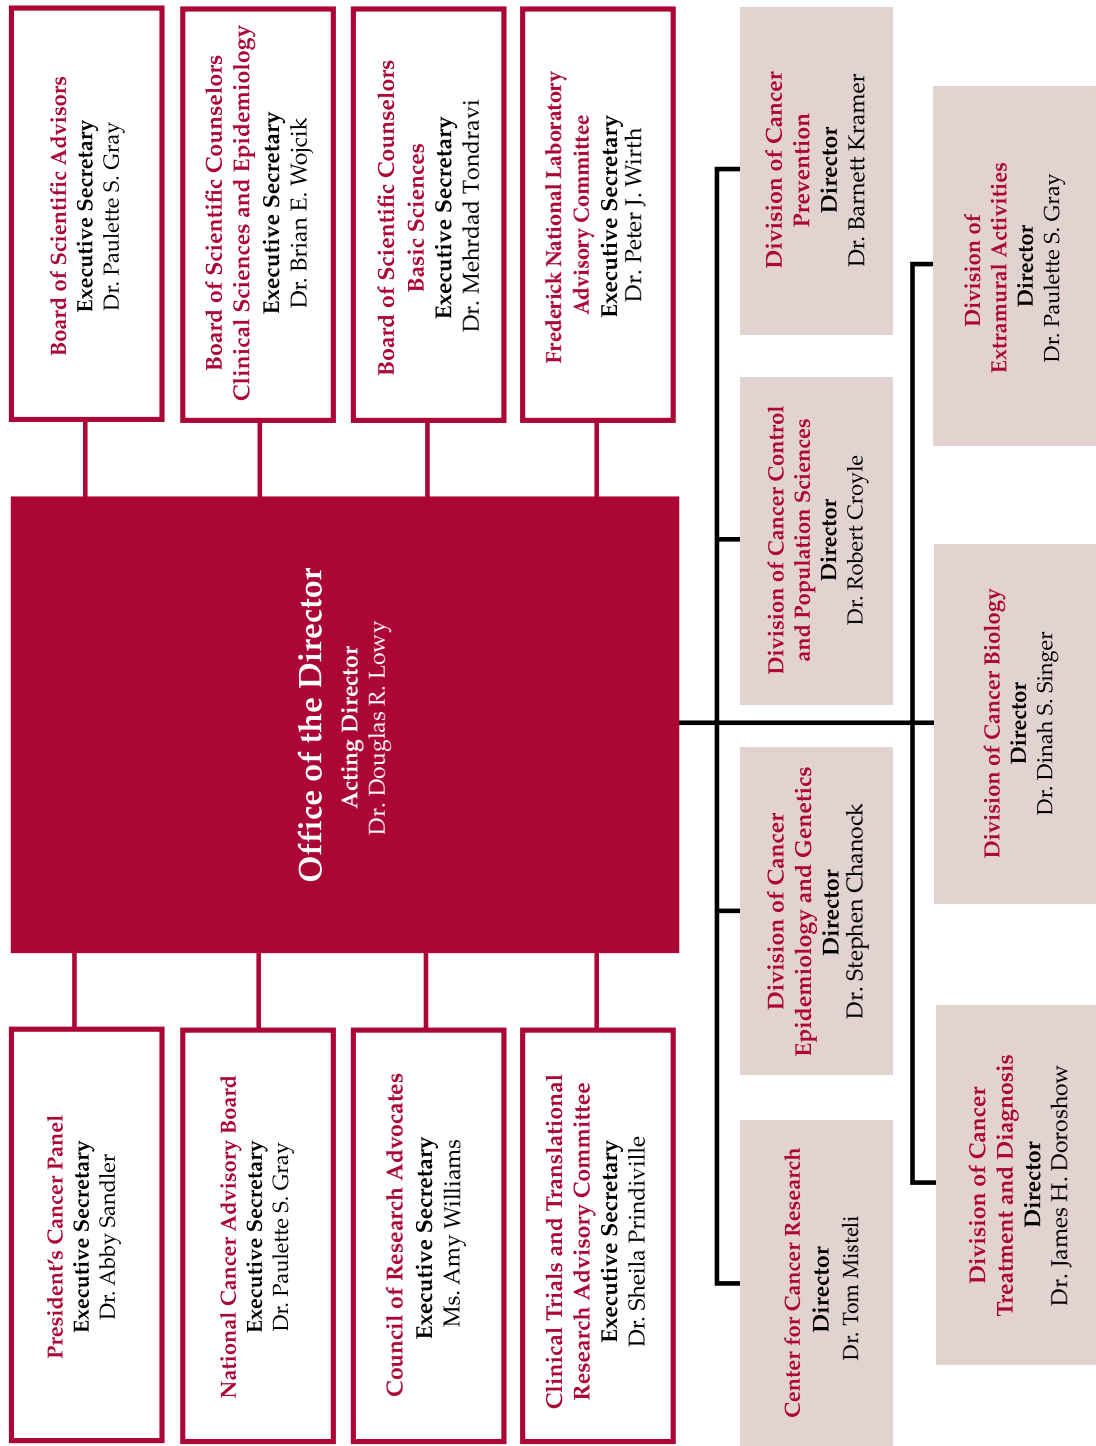 President's Cancer Panel
Executive Secretary
Dr. Abby Sandler
National Cancer Advisory Board
Executive Secretary
Dr. Paulette S. Gray
Council of Research Advocates
Executive Secretary
Ms. Amy Williams
Clinical Trials and Translational
Research Advisory Committee
Executive Secretary
Dr. Sheila Prindiville
Office of the Director
Acting Director
Dr. Douglas R. Lowy
Board of Scientific Advisors
Executive Secretary
Dr. Paulette S. Gray
Board of Scientific Counselors
Clinical Sciences and Epidemiology
Executive Secretary
Dr. Brian E. Wojcik
Board of Scientific Counselors
Basic Sciences
Executive Secretary
Dr. Mehrdad Tondravi
Frederick National Laboratory
Advisory Committee
Executive Secretary
Dr. Peter J. Wirth
Center for Cancer Research
Director
Dr. Tom Misteli
Division of Cancer
Epidemiology and Genetics
Director
Dr. Stephen Chanock
Division of Cancer Control
and Population Sciences
Director
Dr. Robert Croyle
Division of Cancer
Prevention
Director
Dr. Barnett Kramer
Division of Cancer
Treatment and Diagnosis
Director
Dr. James H. Doroshow
Division of Cancer Biology
Director
Dr. Dinah S. Singer
Division of
Extramural Activities
Director
Dr. Paulette S. Gray